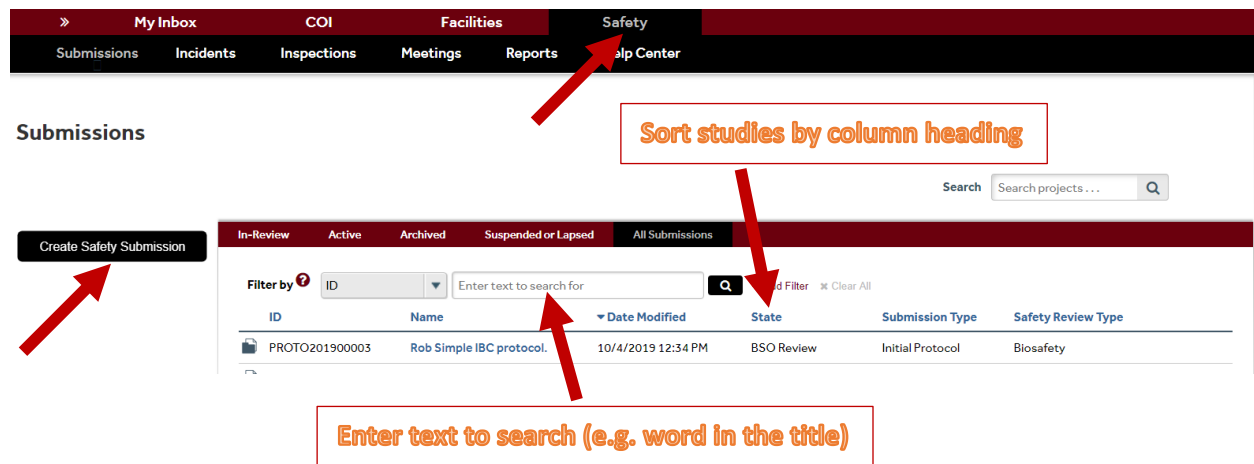 » My Inbox COI Facilities Safety
Submissions Incidents Inspections Meetings Reports elp Center
Submissions
Sort studies by column heading
Search Search projects . . .
Create Safety Submission
In-Review Active Archived Suspended or Lapsed All Submissions
Filter by ? ID Enter text to search for d Filter ✖ Clear All
ID Name Date Modified State Submission Type Safety Review Type
PROTO201900003 Rob Simple IBC protocol. 10/4/2019 12:34 PM BSO Review Initial Protocol Biosafety
Enter text to search (e.g. word in the title)